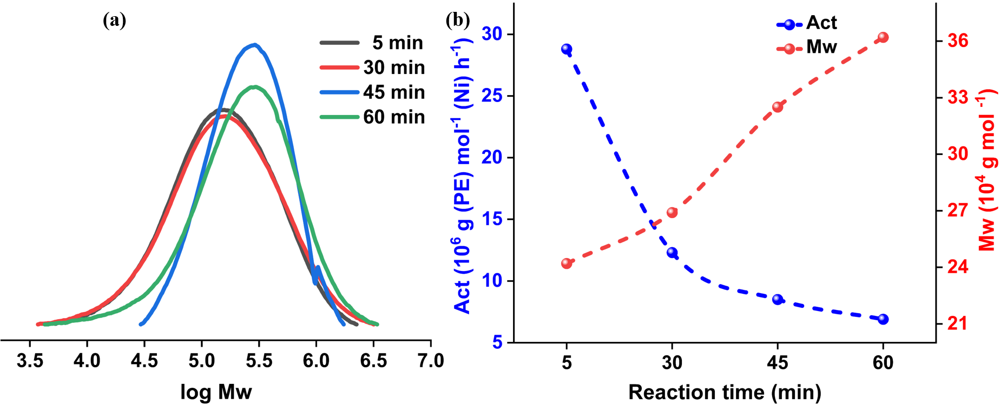 (a)
5 min
30 min
45 min
60 min
3.5 4.0 4.5 5.0 5.5 6.0 6.5 7.0
log Mw
(b)
Act
Mw
Act (10⁶ g (PE) mol⁻¹ (Ni) h⁻¹)
30
25
20
15
10
5
36
33
30
27
24
21
Mw (10⁴ g mol ⁻¹)
5 30 45 60
Reaction time (min)